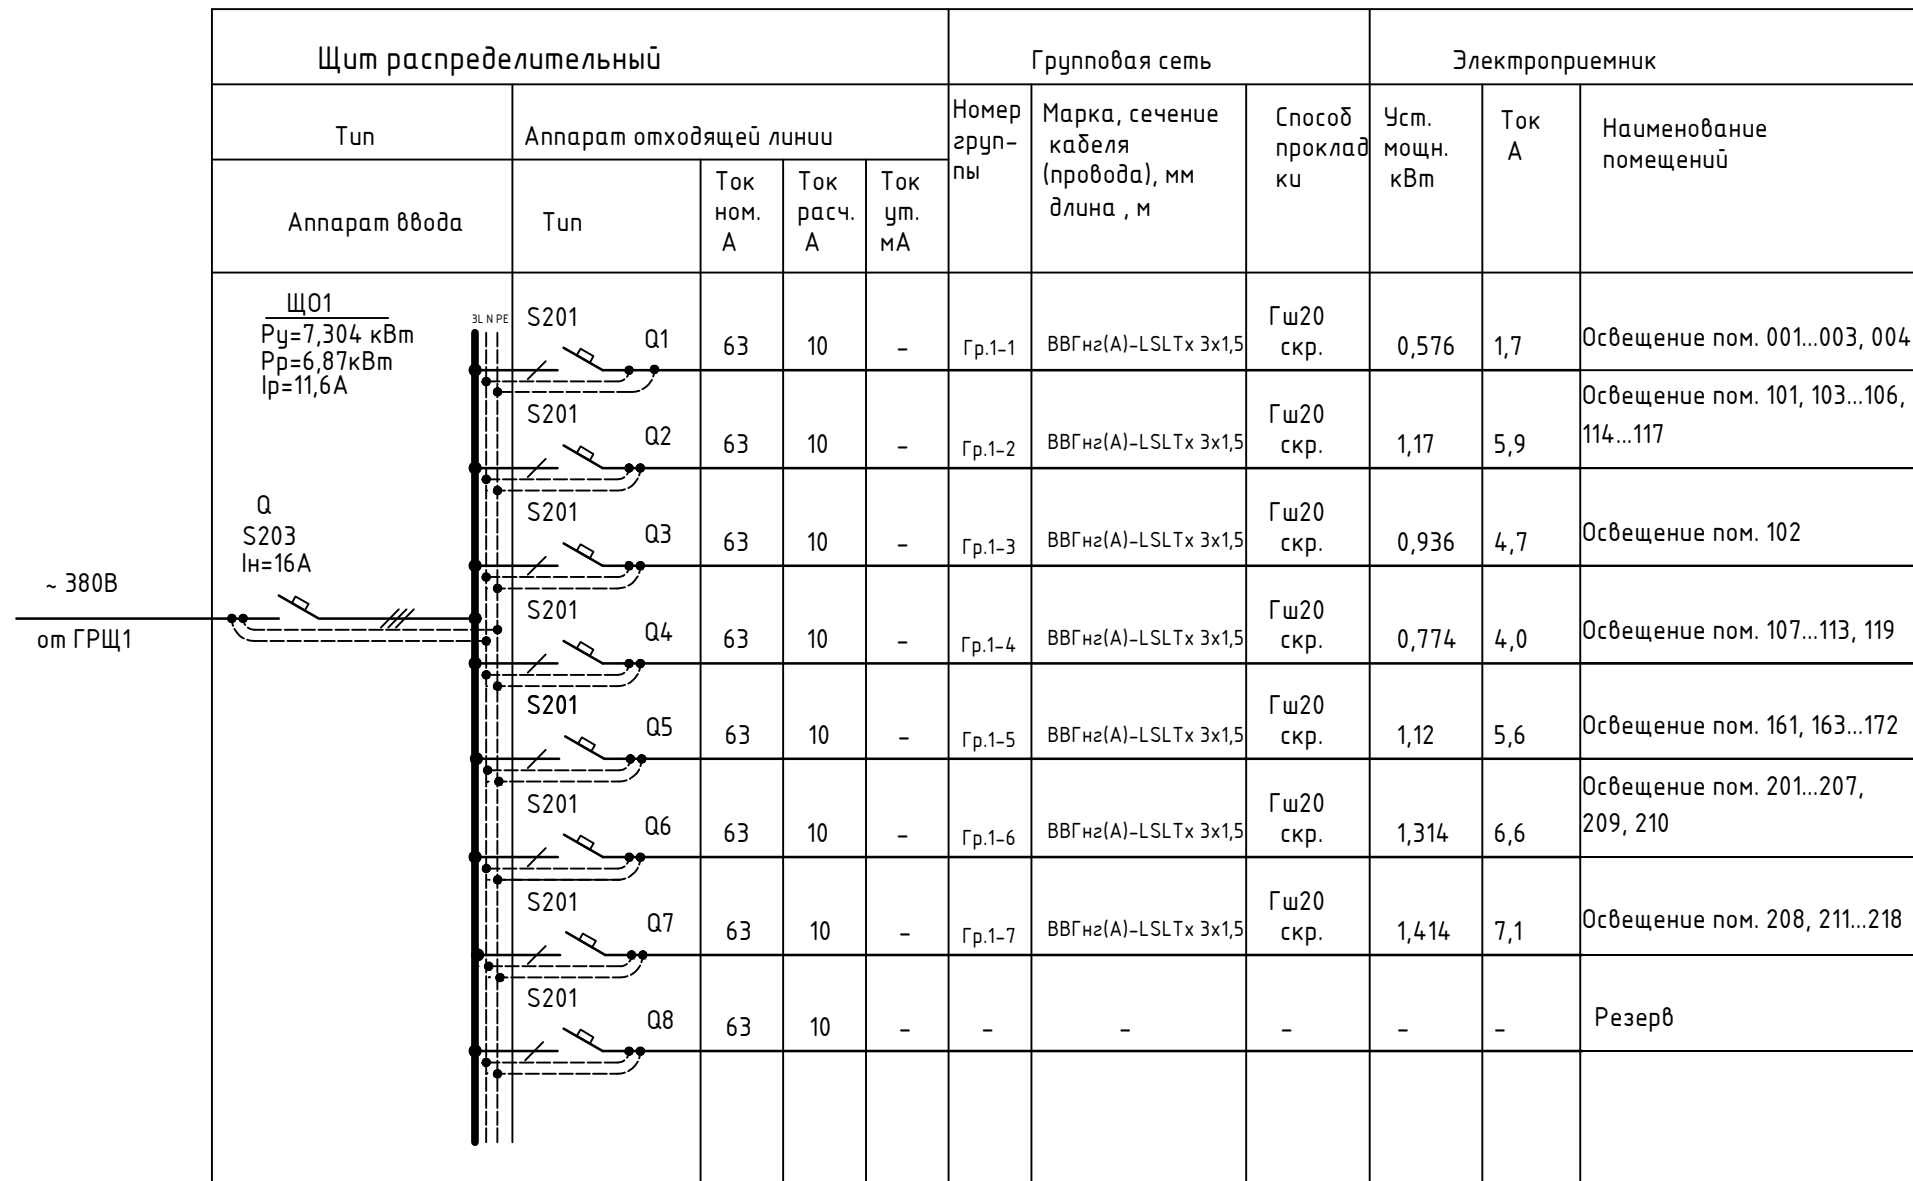 Щит распределительный
Групповая сеть
Электроприемник
Тип
Аппарат отходящей линии
Номер
груп-
пы
Марка, сечение
кабеля
(провода), мм
длина , м
Способ
проклад
ки
Уст.
мощн.
кВт
Ток
А
Наименование
помещений
Аппарат ввода
Тип
Ток
ном.
А
Ток
расч.
А
Ток
ут.
мА
ЩО1
Ру=7,304 кВт
Рр=6,87кВт
Iр=11,6А
3L N PE
Q
S203
Iн=16А
~ 380В
от ГРЩ1
S201
Q1 63 10 - Гр.1-1 ВВГнг(А)-LSLTx 3х1,5 Гш20
скр.
0,576 1,7 Освещение пом. 001...003, 004
S201
Q2 63 10 - Гр.1-2 ВВГнг(А)-LSLTx 3х1,5 Гш20
скр.
1,17 5,9 Освещение пом. 101, 103...106,
114...117
S201
Q3 63 10 - Гр.1-3 ВВГнг(А)-LSLTx 3х1,5 Гш20
скр.
0,936 4,7 Освещение пом. 102
S201
Q4 63 10 - Гр.1-4 ВВГнг(А)-LSLTx 3х1,5 Гш20
скр.
0,774 4,0 Освещение пом. 107...113, 119
S201
Q5 63 10 - Гр.1-5 ВВГнг(А)-LSLTx 3х1,5 Гш20
скр.
1,12 5,6 Освещение пом. 161, 163...172
S201
Q6 63 10 - Гр.1-6 ВВГнг(А)-LSLTx 3х1,5 Гш20
скр.
1,314 6,6 Освещение пом. 201...207,
209, 210
S201
Q7 63 10 - Гр.1-7 ВВГнг(А)-LSLTx 3х1,5 Гш20
скр.
1,414 7,1 Освещение пом. 208, 211...218
S201
Q8 63 10 - - - - - - Резерв